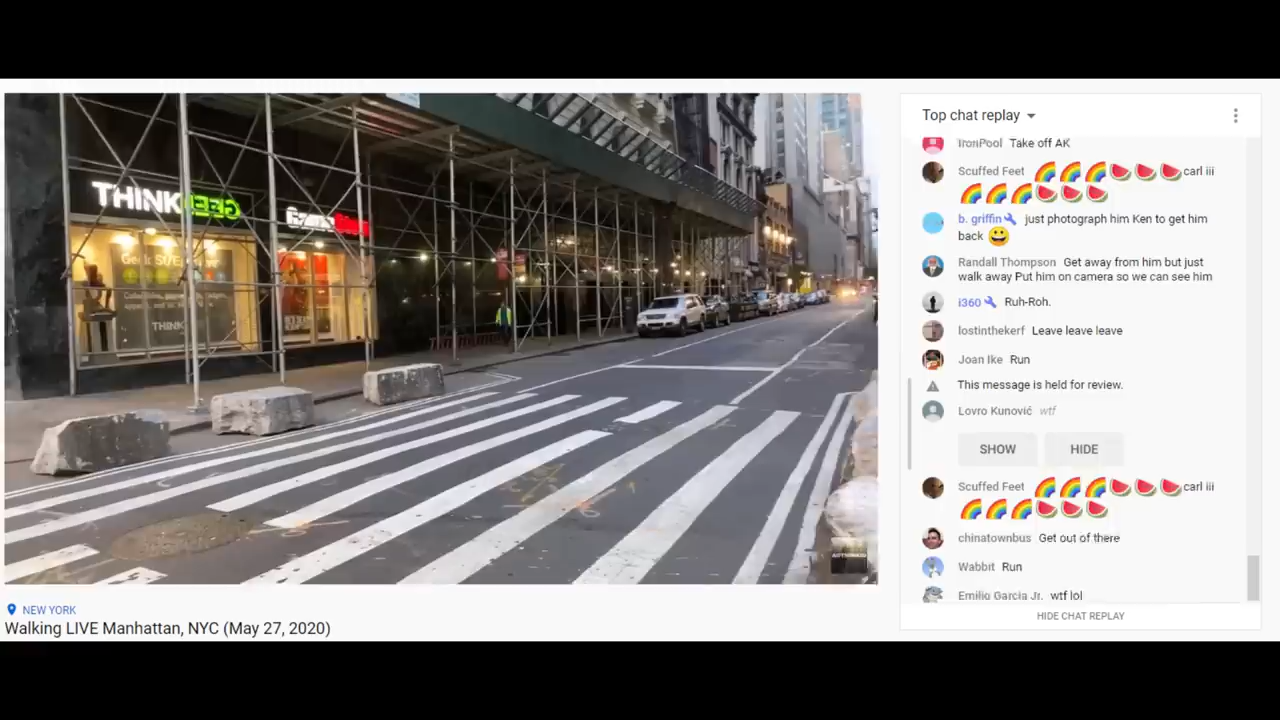 THINKGEEK
GameStop
THINK
ACTIONKID
NEW YORK
Walking LIVE Manhattan, NYC (May 27, 2020)
Top chat replay
IronPool Take off AK
Scuffed Feet carl iii
b. griffin just photograph him Ken to get him
back
Randall Thompson Get away from him but just
walk away Put him on camera so we can see him
i360 Ruh-Roh.
lostinthekerf Leave leave leave
Joan Ike Run
This message is held for review.
Lovro Kunović wtf
SHOW HIDE
Scuffed Feet carl iii
chinatownbus Get out of there
Wabbit Run
Emilio Garcia Jr. wtf lol
HIDE CHAT REPLAY